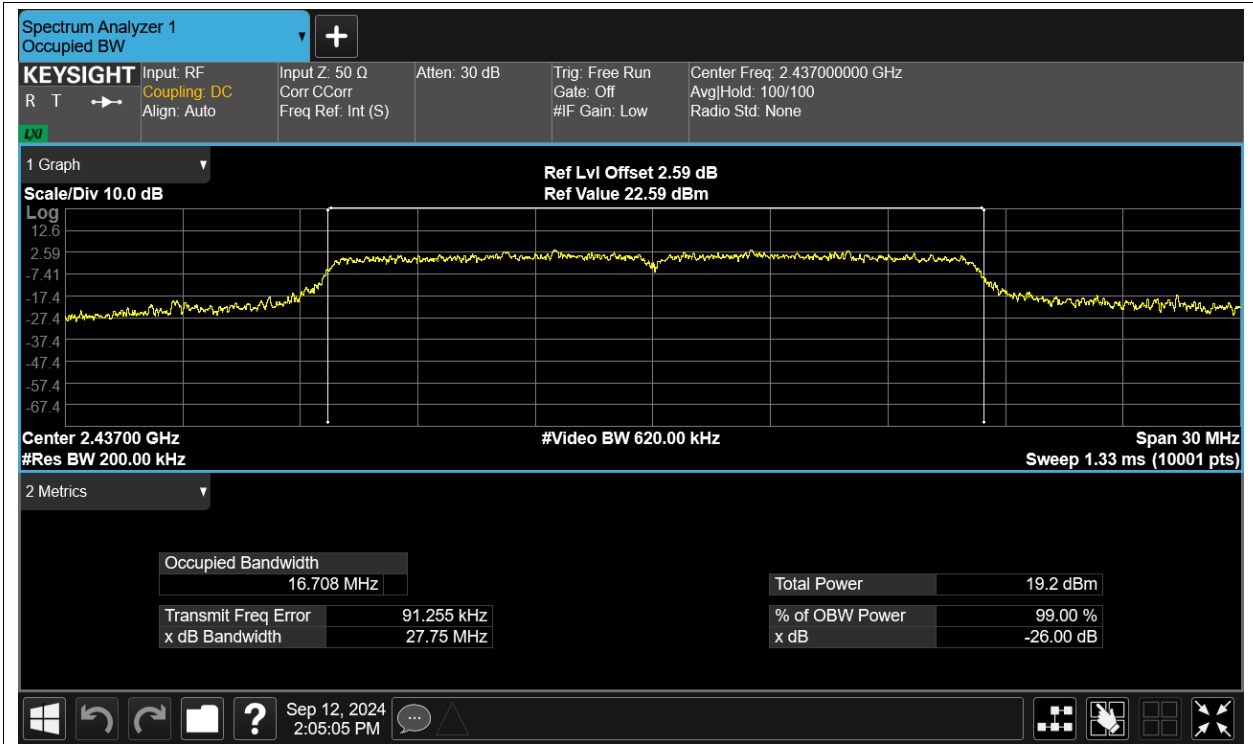 Spectrum Analyzer 1
Occupied BW
KEYSIGHT
R T
LXI
Input: RF
Coupling: DC
Align: Auto
Input Z: 50 Ω
Corr CCorr
Freq Ref: Int (S)
Atten: 30 dB
Trig: Free Run
Gate: Off
#IF Gain: Low
Center Freq: 2.437000000 GHz
Avg|Hold: 100/100
Radio Std: None
1 Graph
Scale/Div 10.0 dB
Ref Lvl Offset 2.59 dB
Ref Value 22.59 dBm
Log
12.6
2.59
-7.41
-17.4
-27.4
-37.4
-47.4
-57.4
-67.4
Center 2.43700 GHz
#Video BW 620.00 kHz
Span 30 MHz
#Res BW 200.00 kHz
Sweep 1.33 ms (10001 pts)
2 Metrics
Occupied Bandwidth
16.708 MHz
Transmit Freq Error 91.255 kHz
x dB Bandwidth 27.75 MHz
Total Power 19.2 dBm
% of OBW Power 99.00 %
x dB -26.00 dB
?
Sep 12, 2024
2:05:05 PM